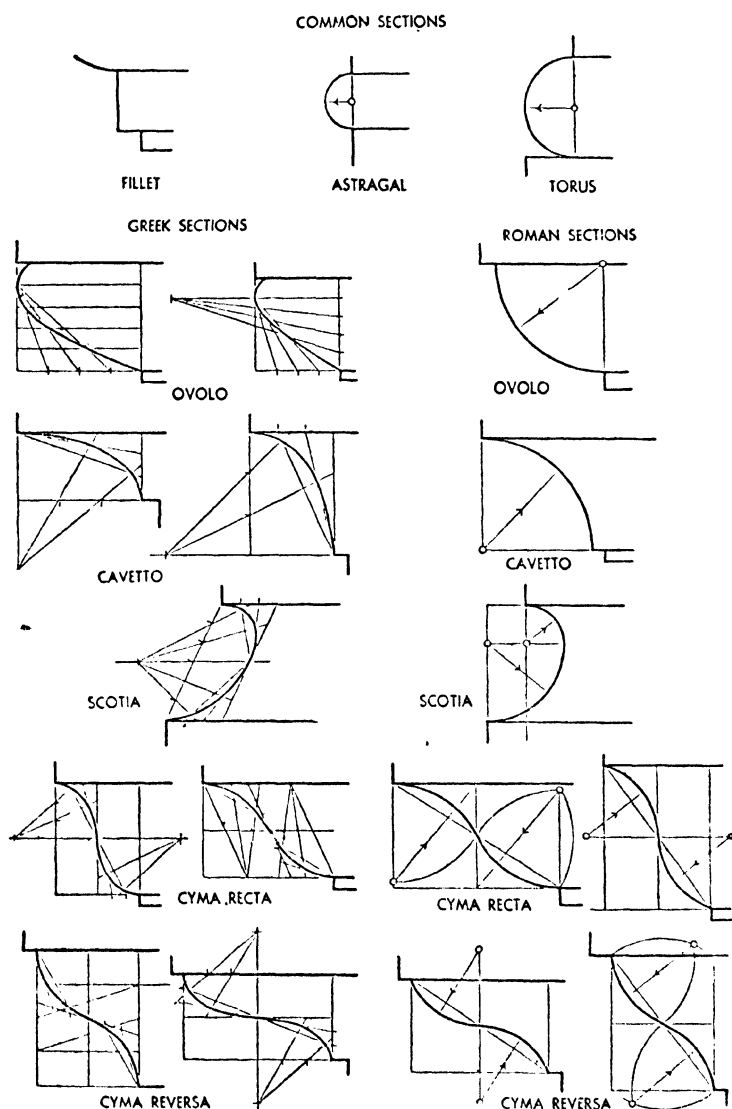 COMMON SECTIONS
FILLET
ASTRAGAL
TORUS
GREEK SECTIONS
ROMAN SECTIONS
OVOLO
OVOLO
CAVETTO
CAVETTO
SCOTIA
SCOTIA
CYMA RECTA
CYMA RECTA
CYMA REVERSA
CYMA REVERSA